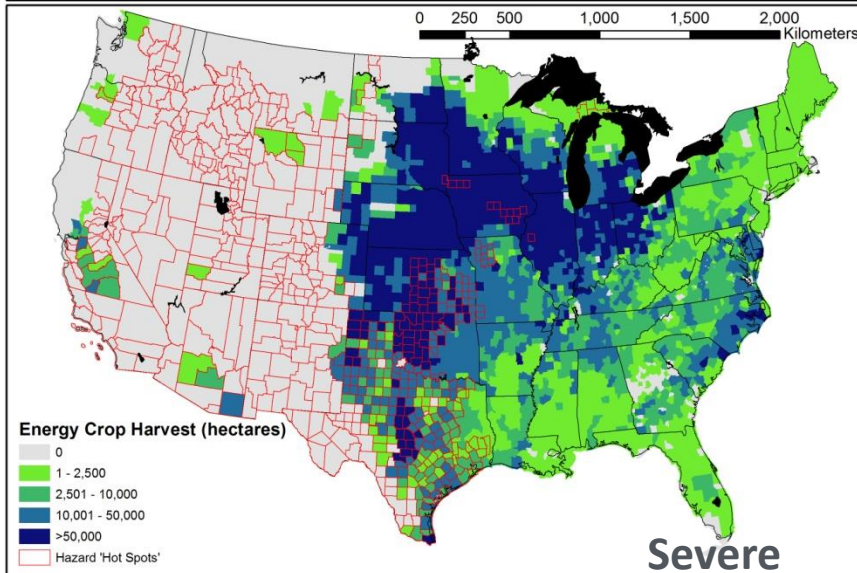 0 250 500 1,000 1,500 2,000
Kilometers
Energy Crop Harvest (hectares)
0
1 - 2,500
2,501 - 10,000
10,001 - 50,000
>50,000
Hazard 'Hot Spots'
Severe